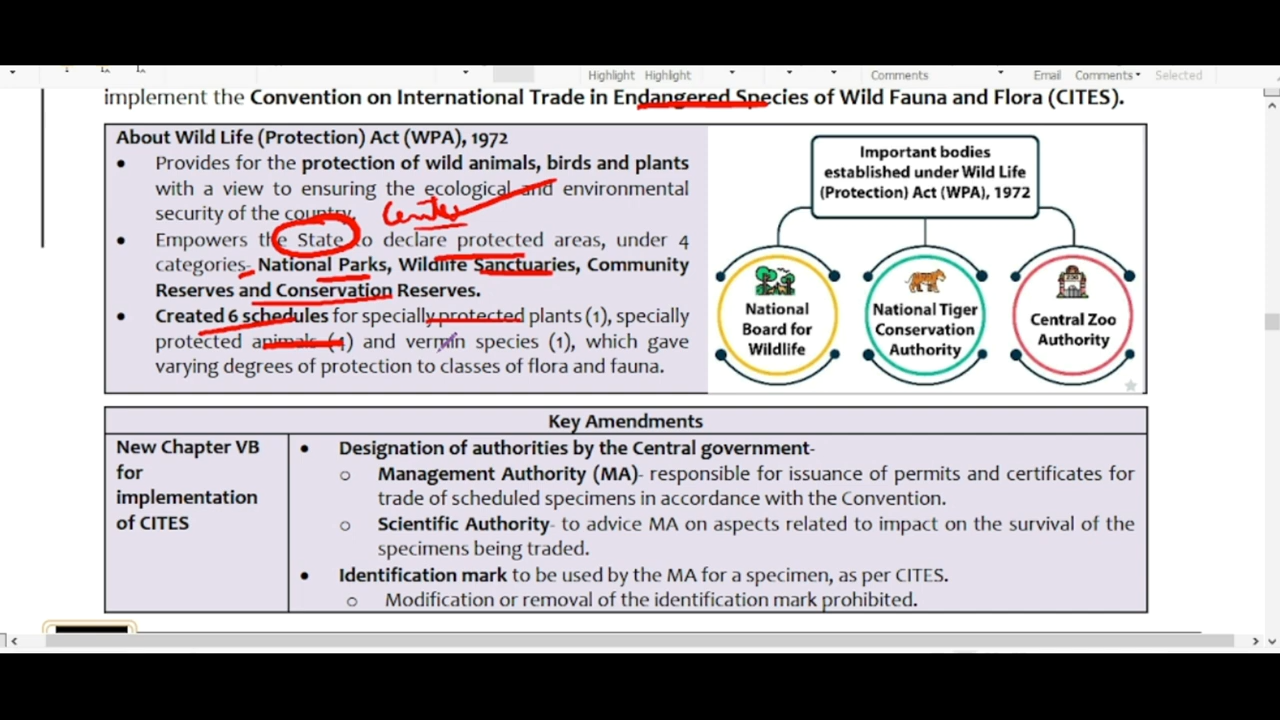 Highlight Highlight Comments Email Comments Selected
implement the Convention on International Trade in Endangered Species of Wild Fauna and Flora (CITES).
About Wild Life (Protection) Act (WPA), 1972
• Provides for the protection of wild animals, birds and plants
with a view to ensuring the ecological and environmental
security of the country.
Center
• Empowers the State to declare protected areas, under 4
categories- National Parks, Wildlife Sanctuaries, Community
Reserves and Conservation Reserves.
• Created 6 schedules for specially protected plants (1), specially
protected animals (4) and vermin species (1), which gave
varying degrees of protection to classes of flora and fauna.
Important bodies
established under Wild Life
(Protection) Act (WPA), 1972
National
Board for
Wildlife
National Tiger
Conservation
Authority
Central Zoo
Authority
Key Amendments
New Chapter VB
for
implementation
of CITES
• Designation of authorities by the Central government-
o Management Authority (MA)- responsible for issuance of permits and certificates for
trade of scheduled specimens in accordance with the Convention.
o Scientific Authority- to advice MA on aspects related to impact on the survival of the
specimens being traded.
• Identification mark to be used by the MA for a specimen, as per CITES.
o Modification or removal of the identification mark prohibited.